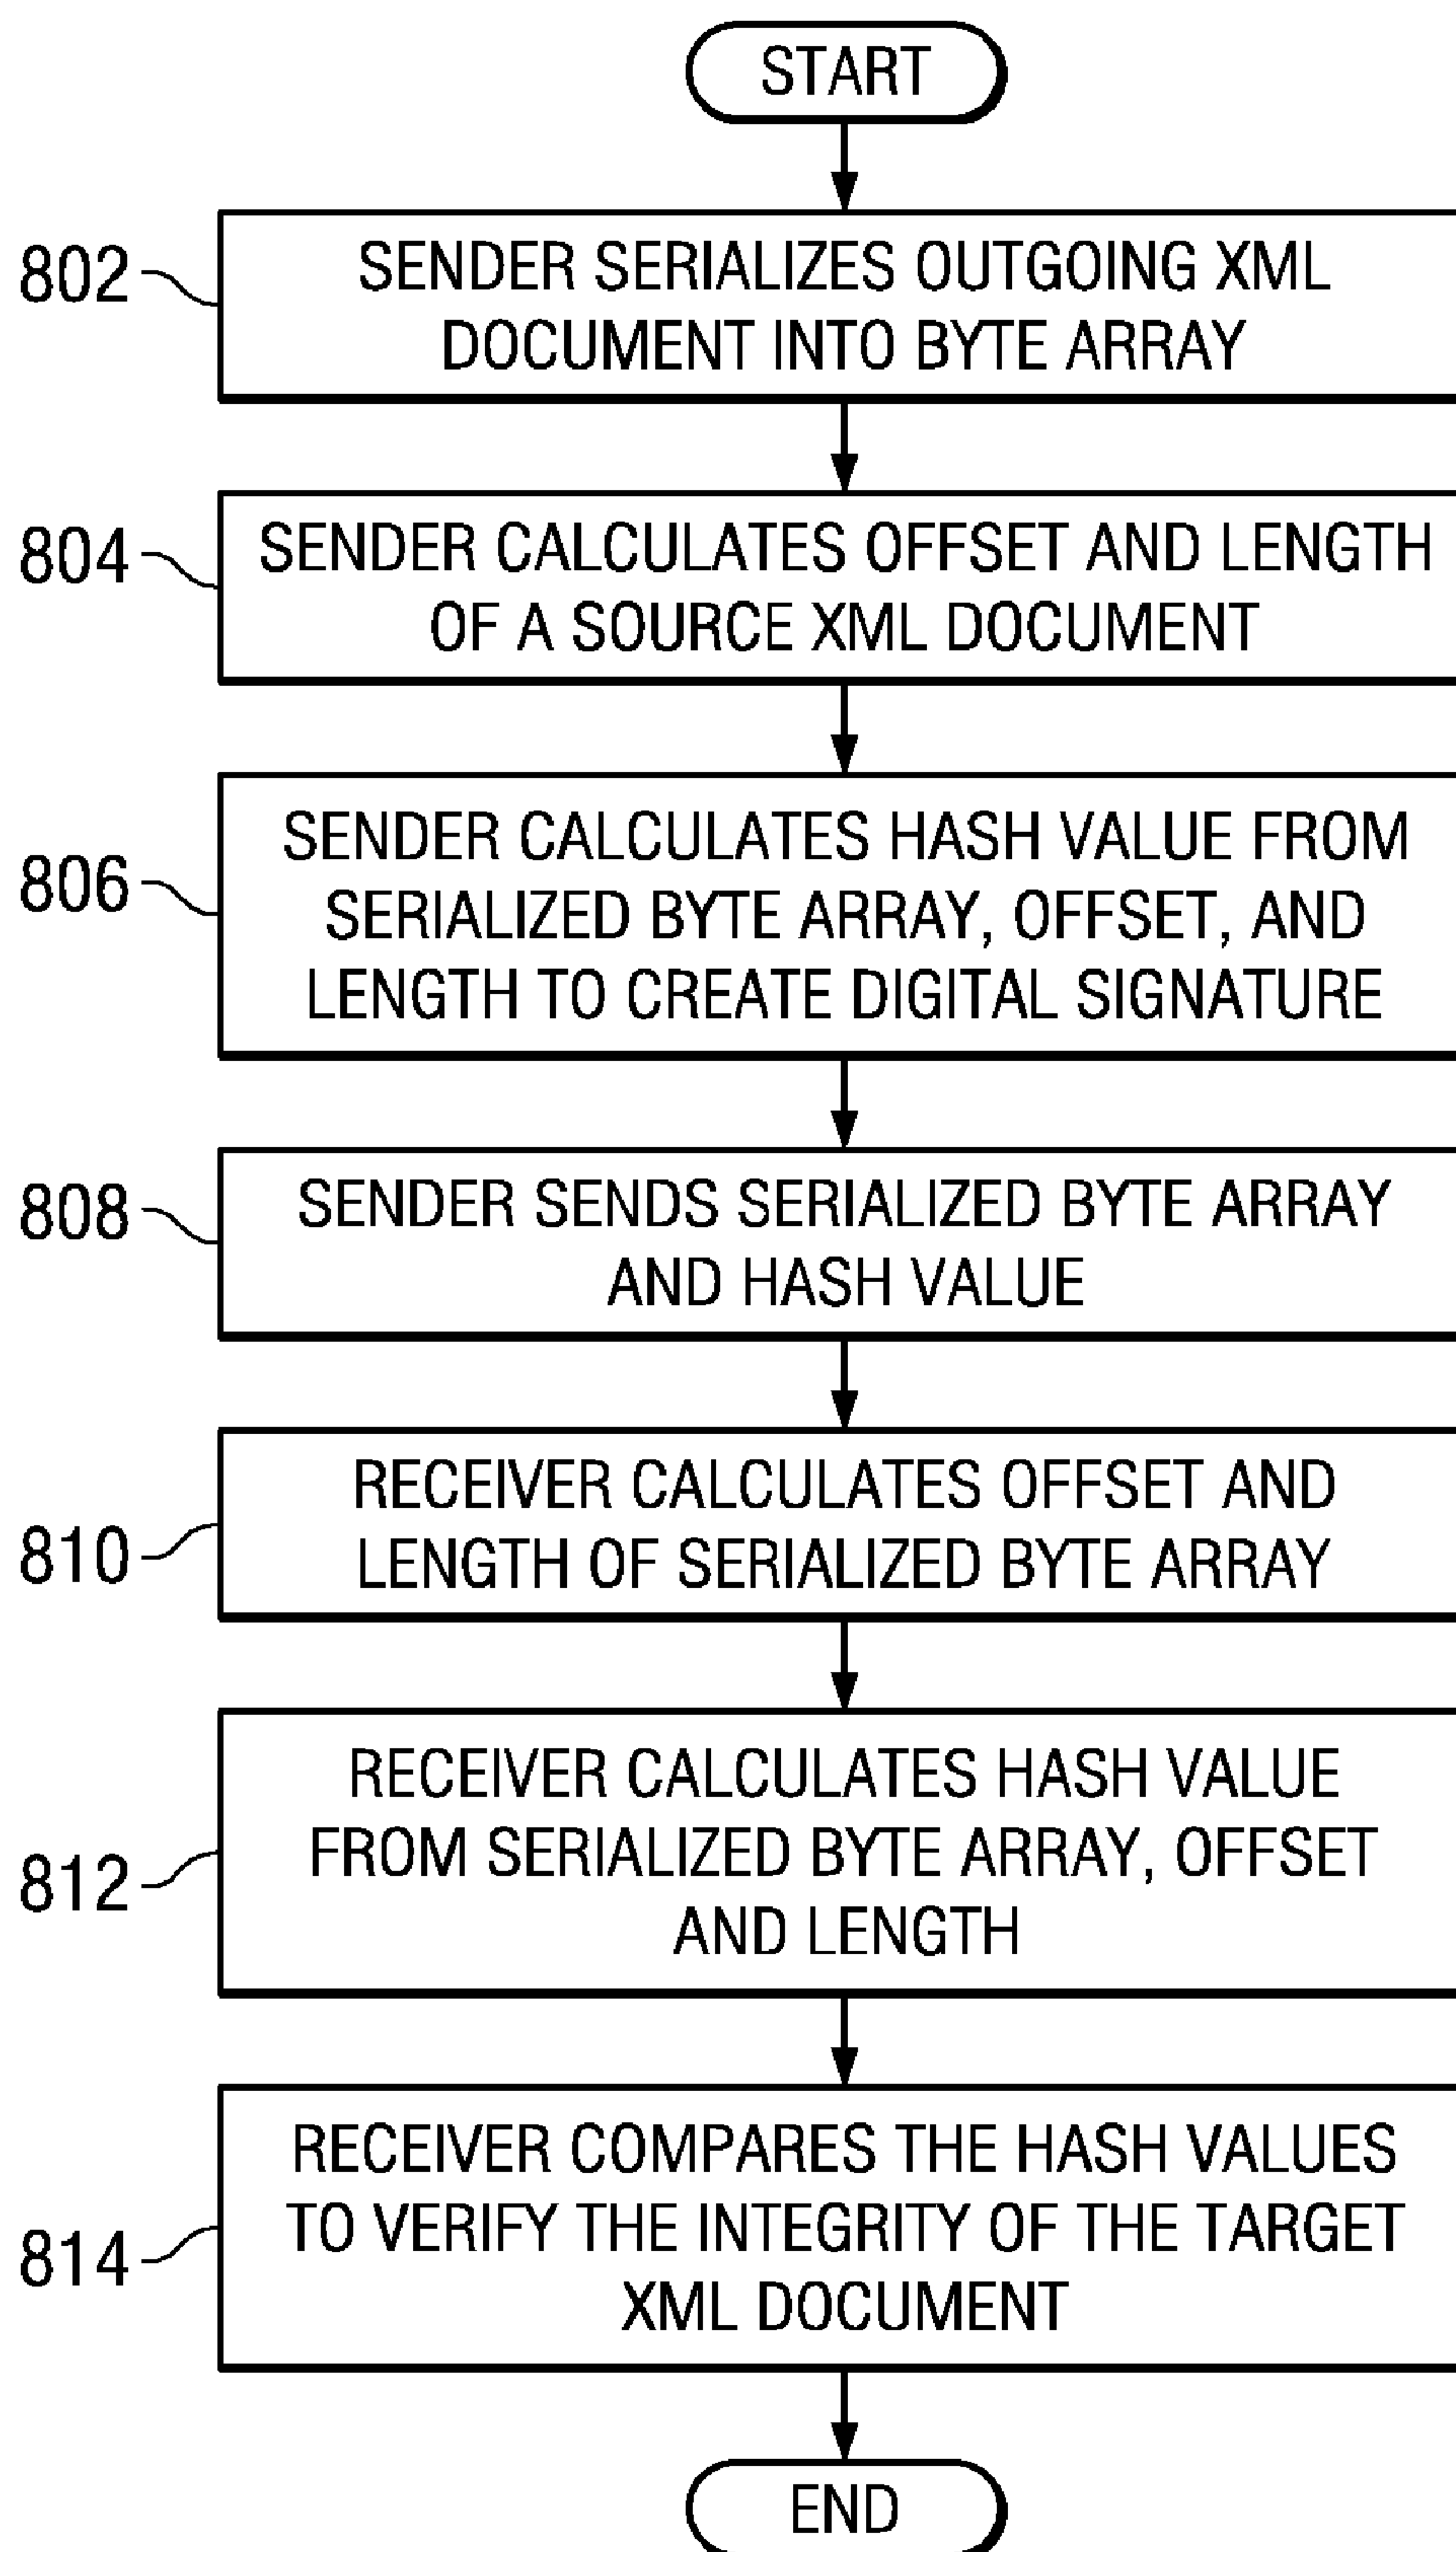 START
802
SENDER SERIALIZES OUTGOING XML
DOCUMENT INTO BYTE ARRAY
804
SENDER CALCULATES OFFSET AND LENGTH
OF A SOURCE XML DOCUMENT
806
SENDER CALCULATES HASH VALUE FROM
SERIALIZED BYTE ARRAY, OFFSET, AND
LENGTH TO CREATE DIGITAL SIGNATURE
808
SENDER SENDS SERIALIZED BYTE ARRAY
AND HASH VALUE
810
RECEIVER CALCULATES OFFSET AND
LENGTH OF SERIALIZED BYTE ARRAY
812
RECEIVER CALCULATES HASH VALUE
FROM SERIALIZED BYTE ARRAY, OFFSET
AND LENGTH
814
RECEIVER COMPARES THE HASH VALUES
TO VERIFY THE INTEGRITY OF THE TARGET
XML DOCUMENT
END